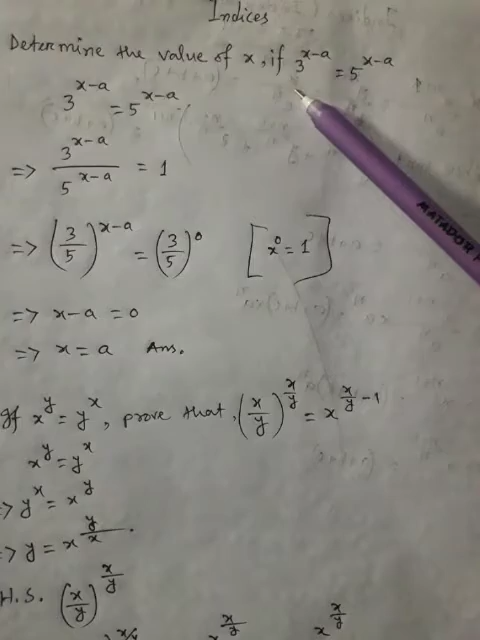 Indices
Determine the value of x, if 3^(x-a) = 5^(x-a)
3^(x-a) = 5^(x-a)
=> 3^(x-a) / 5^(x-a) = 1
=> (3/5)^(x-a) = (3/5)^0 [x^0 = 1]
=> x-a = 0
=> x = a Ans.
If x^y = y^x, prove that, (x/y)^(x/y) = x^(x/y - 1)
x^y = y^x
=> y^x = x^y
=> y = x^(y/x).
H.S. (x/y)^(x/y)
x^(x/y) x^(x/y) x^(x/y)
MATADOR